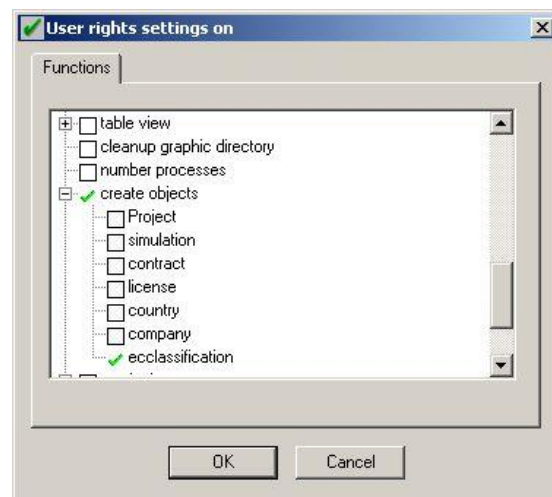 User rights settings on
Functions
table view
cleanup graphic directory
number processes
create objects
Project
simulation
contract
license
country
company
ecclassification
OK
Cancel